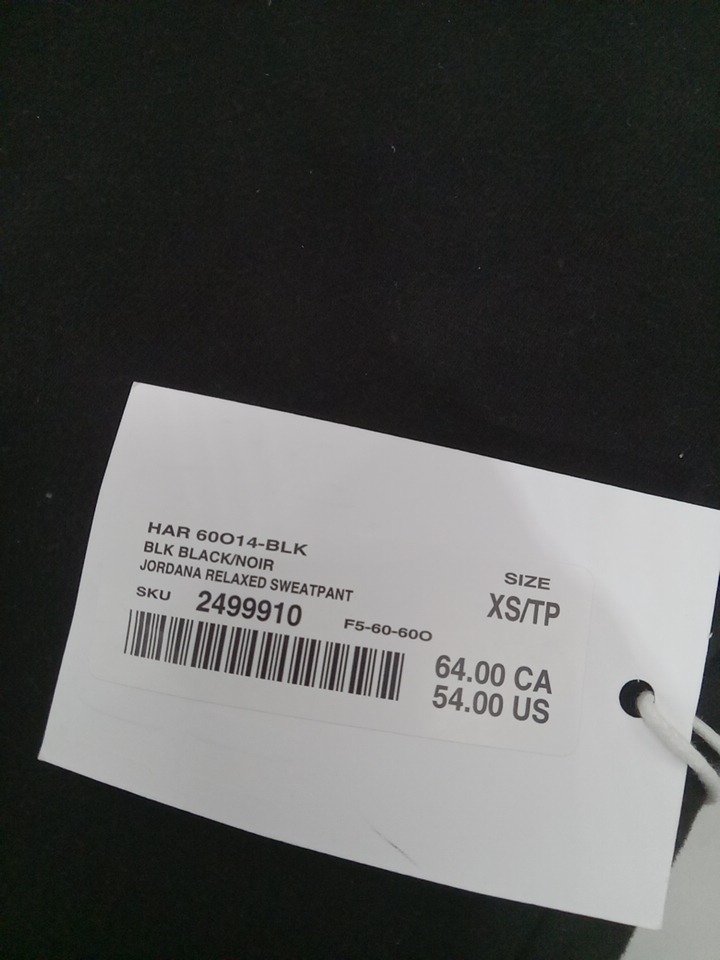 HAR 60O14-BLK
BLK BLACK/NOIR
JORDANA RELAXED SWEATPANT
SKU 2499910 F5-60-60O
SIZE
XS/TP
64.00 CA
54.00 US